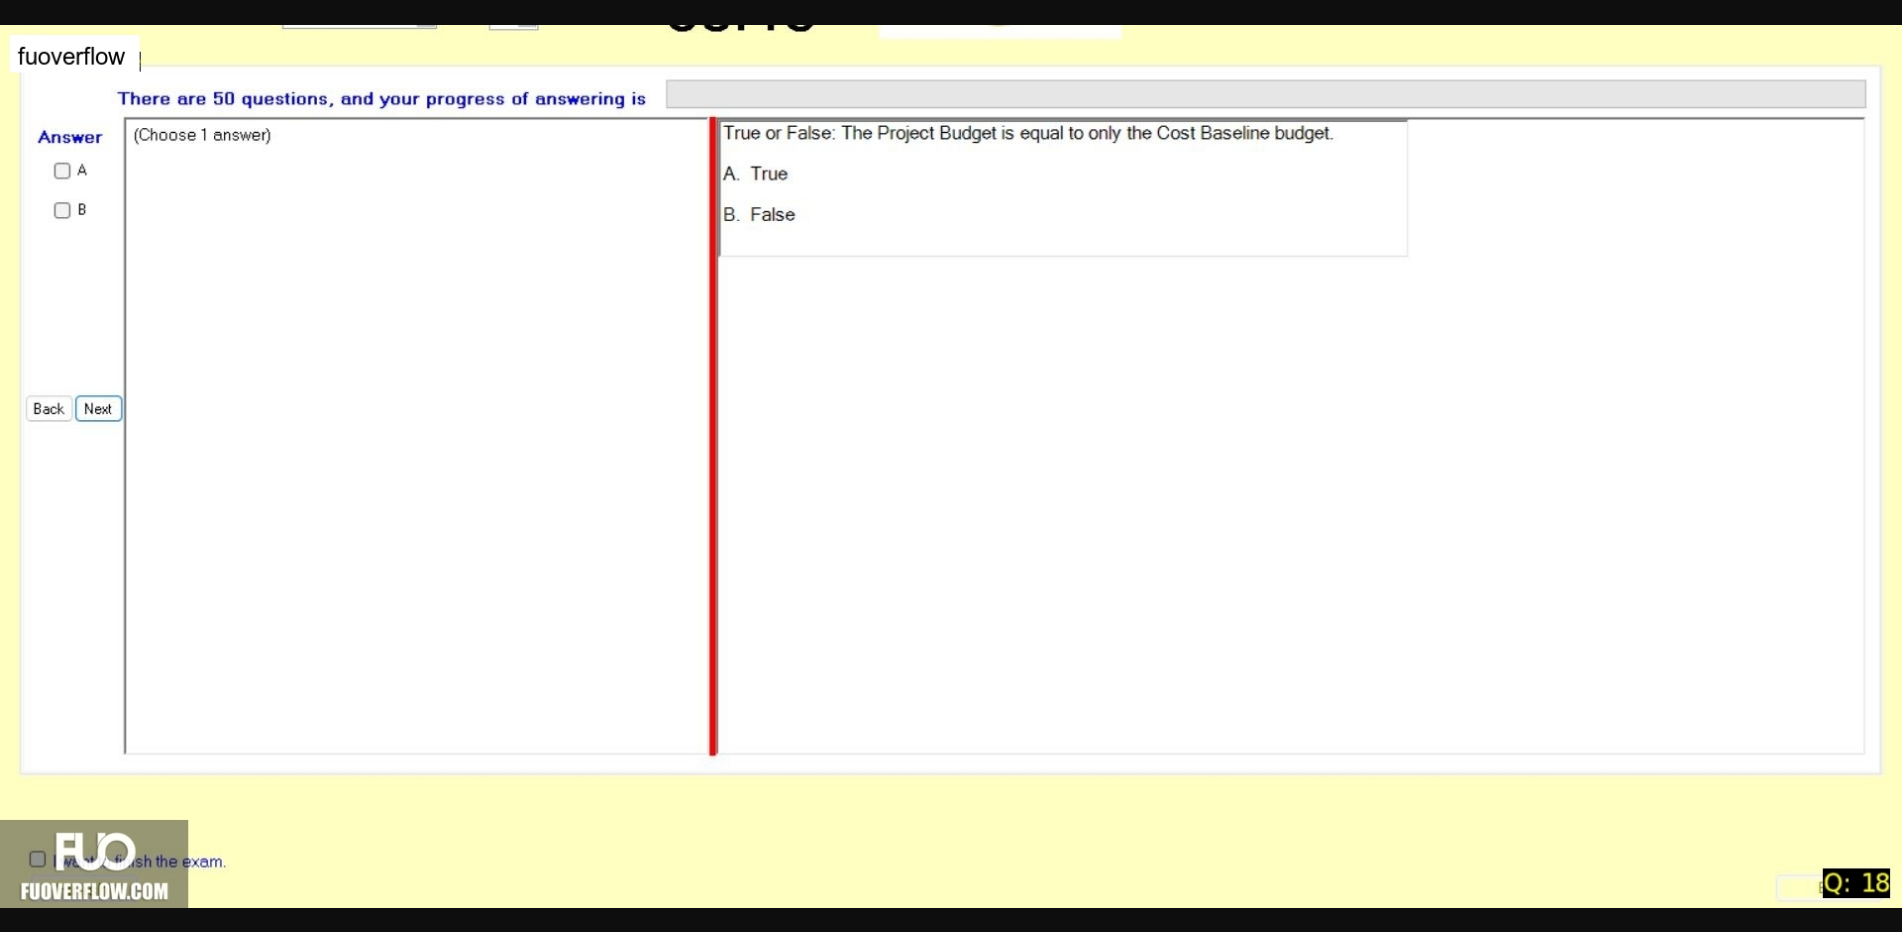 fuoverflow
There are 50 questions, and your progress of answering is
Answer
(Choose 1 answer)
A
B
True or False: The Project Budget is equal to only the Cost Baseline budget.
A. True
B. False
Back Next
FUO
finish the exam.
FUOVERFLOW.COM
Q: 18